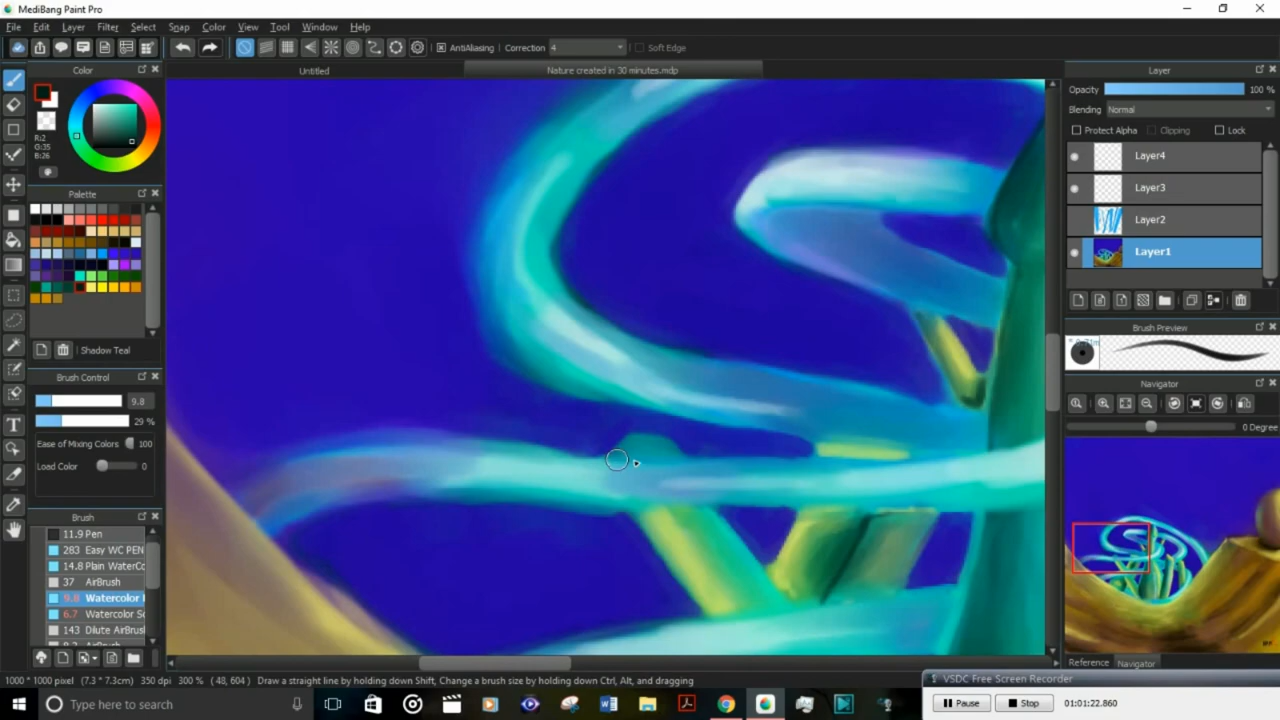 MediBang Paint Pro
File Edit Layer Filter Select Snap Color View Tool Window Help
AntiAliasing Correction 4 Soft Edge
Color
Untitled
Nature created in 30 minutes.mdp
Layer
Opacity 100 %
Blending Normal
Protect Alpha Clipping Lock
R:2
G:35
B:26
Layer4
Layer3
Layer2
Layer1
Palette
Shadow Teal
Brush Preview
Brush Control
9.8
29 %
Ease of Mixing Colors 100
Load Color 0
Navigator
0 Degree
Brush
11.9 Pen
283 Easy WC PEN
14.8 Plain WaterCo
37 AirBrush
9.8 Watercolor
6.7 Watercolor
143 Dilute AirBrus
AirBrush
Reference Navigator
1000 * 1000 pixel (7.3 * 7.3cm) 350 dpi 300 % ( 48, 604 ) Draw a straight line by holding down Shift, Change a brush size by holding down Ctrl, Alt, and dragging
VSDC Free Screen Recorder
Pause Stop 01:01:22.860
Type here to search